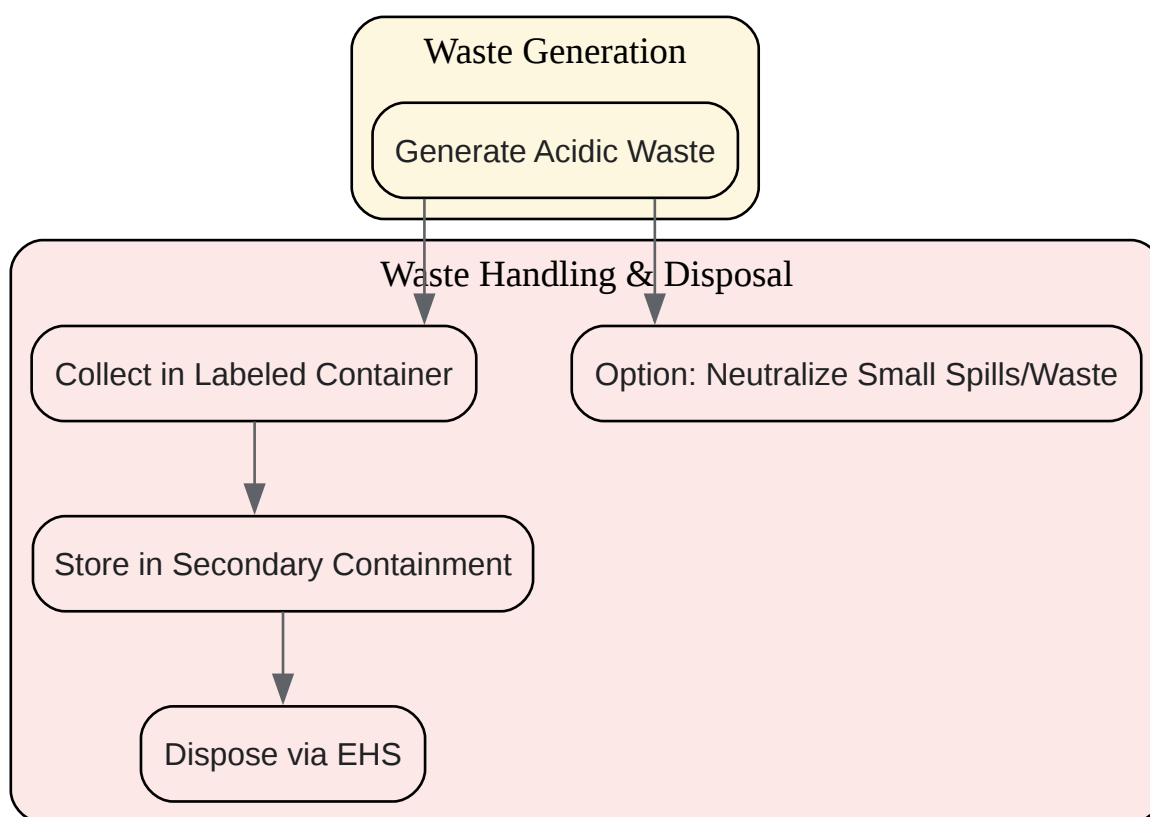 Waste Generation
Generate Acidic Waste
Waste Handling & Disposal
Collect in Labeled Container
Option: Neutralize Small Spills/Waste
Store in Secondary Containment
Dispose via EHS